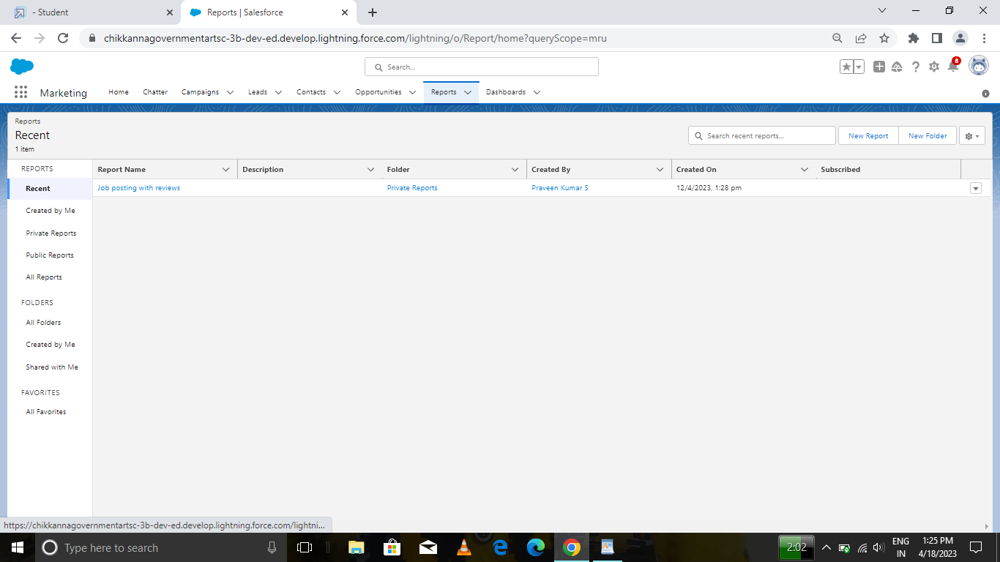 - Student
Reports | Salesforce
chikkannagovernmentartsc-3b-dev-ed.develop.lightning.force.com/lightning/o/Report/home?queryScope=mru
Search...
8
Marketing Home Chatter Campaigns Leads Contacts Opportunities Reports Dashboards
Reports
Recent
1 item
Search recent reports...
New Report
New Folder
REPORTS
Recent
Created by Me
Private Reports
Public Reports
All Reports
FOLDERS
All Folders
Created by Me
Shared with Me
FAVORITES
All Favorites
Report Name Description Folder Created By Created On Subscribed
Job posting with reviews Private Reports Praveen Kumar S 12/4/2023, 1:28 pm
https://chikkannagovernmentartsc-3b-dev-ed.develop.lightning.force.com/lightni...
Type here to search
2:02
ENG
IN
1:25 PM
4/18/2023